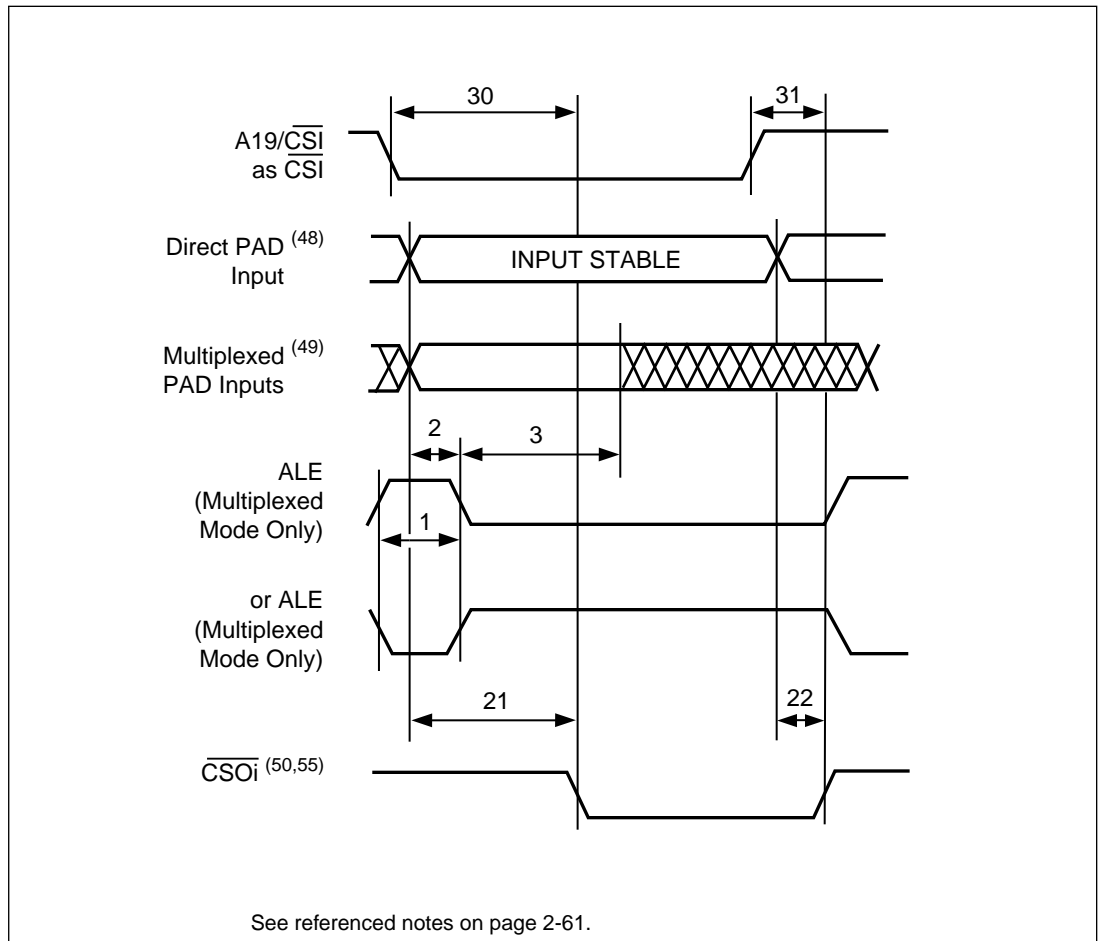 30
31
A19/CSI
as CSI
Direct PAD (48)
Input
INPUT STABLE
Multiplexed (49)
PAD Inputs
2
3
ALE
(Multiplexed
Mode Only)
1
or ALE
(Multiplexed
Mode Only)
21
22
CSOi (50,55)
See referenced notes on page 2-61.